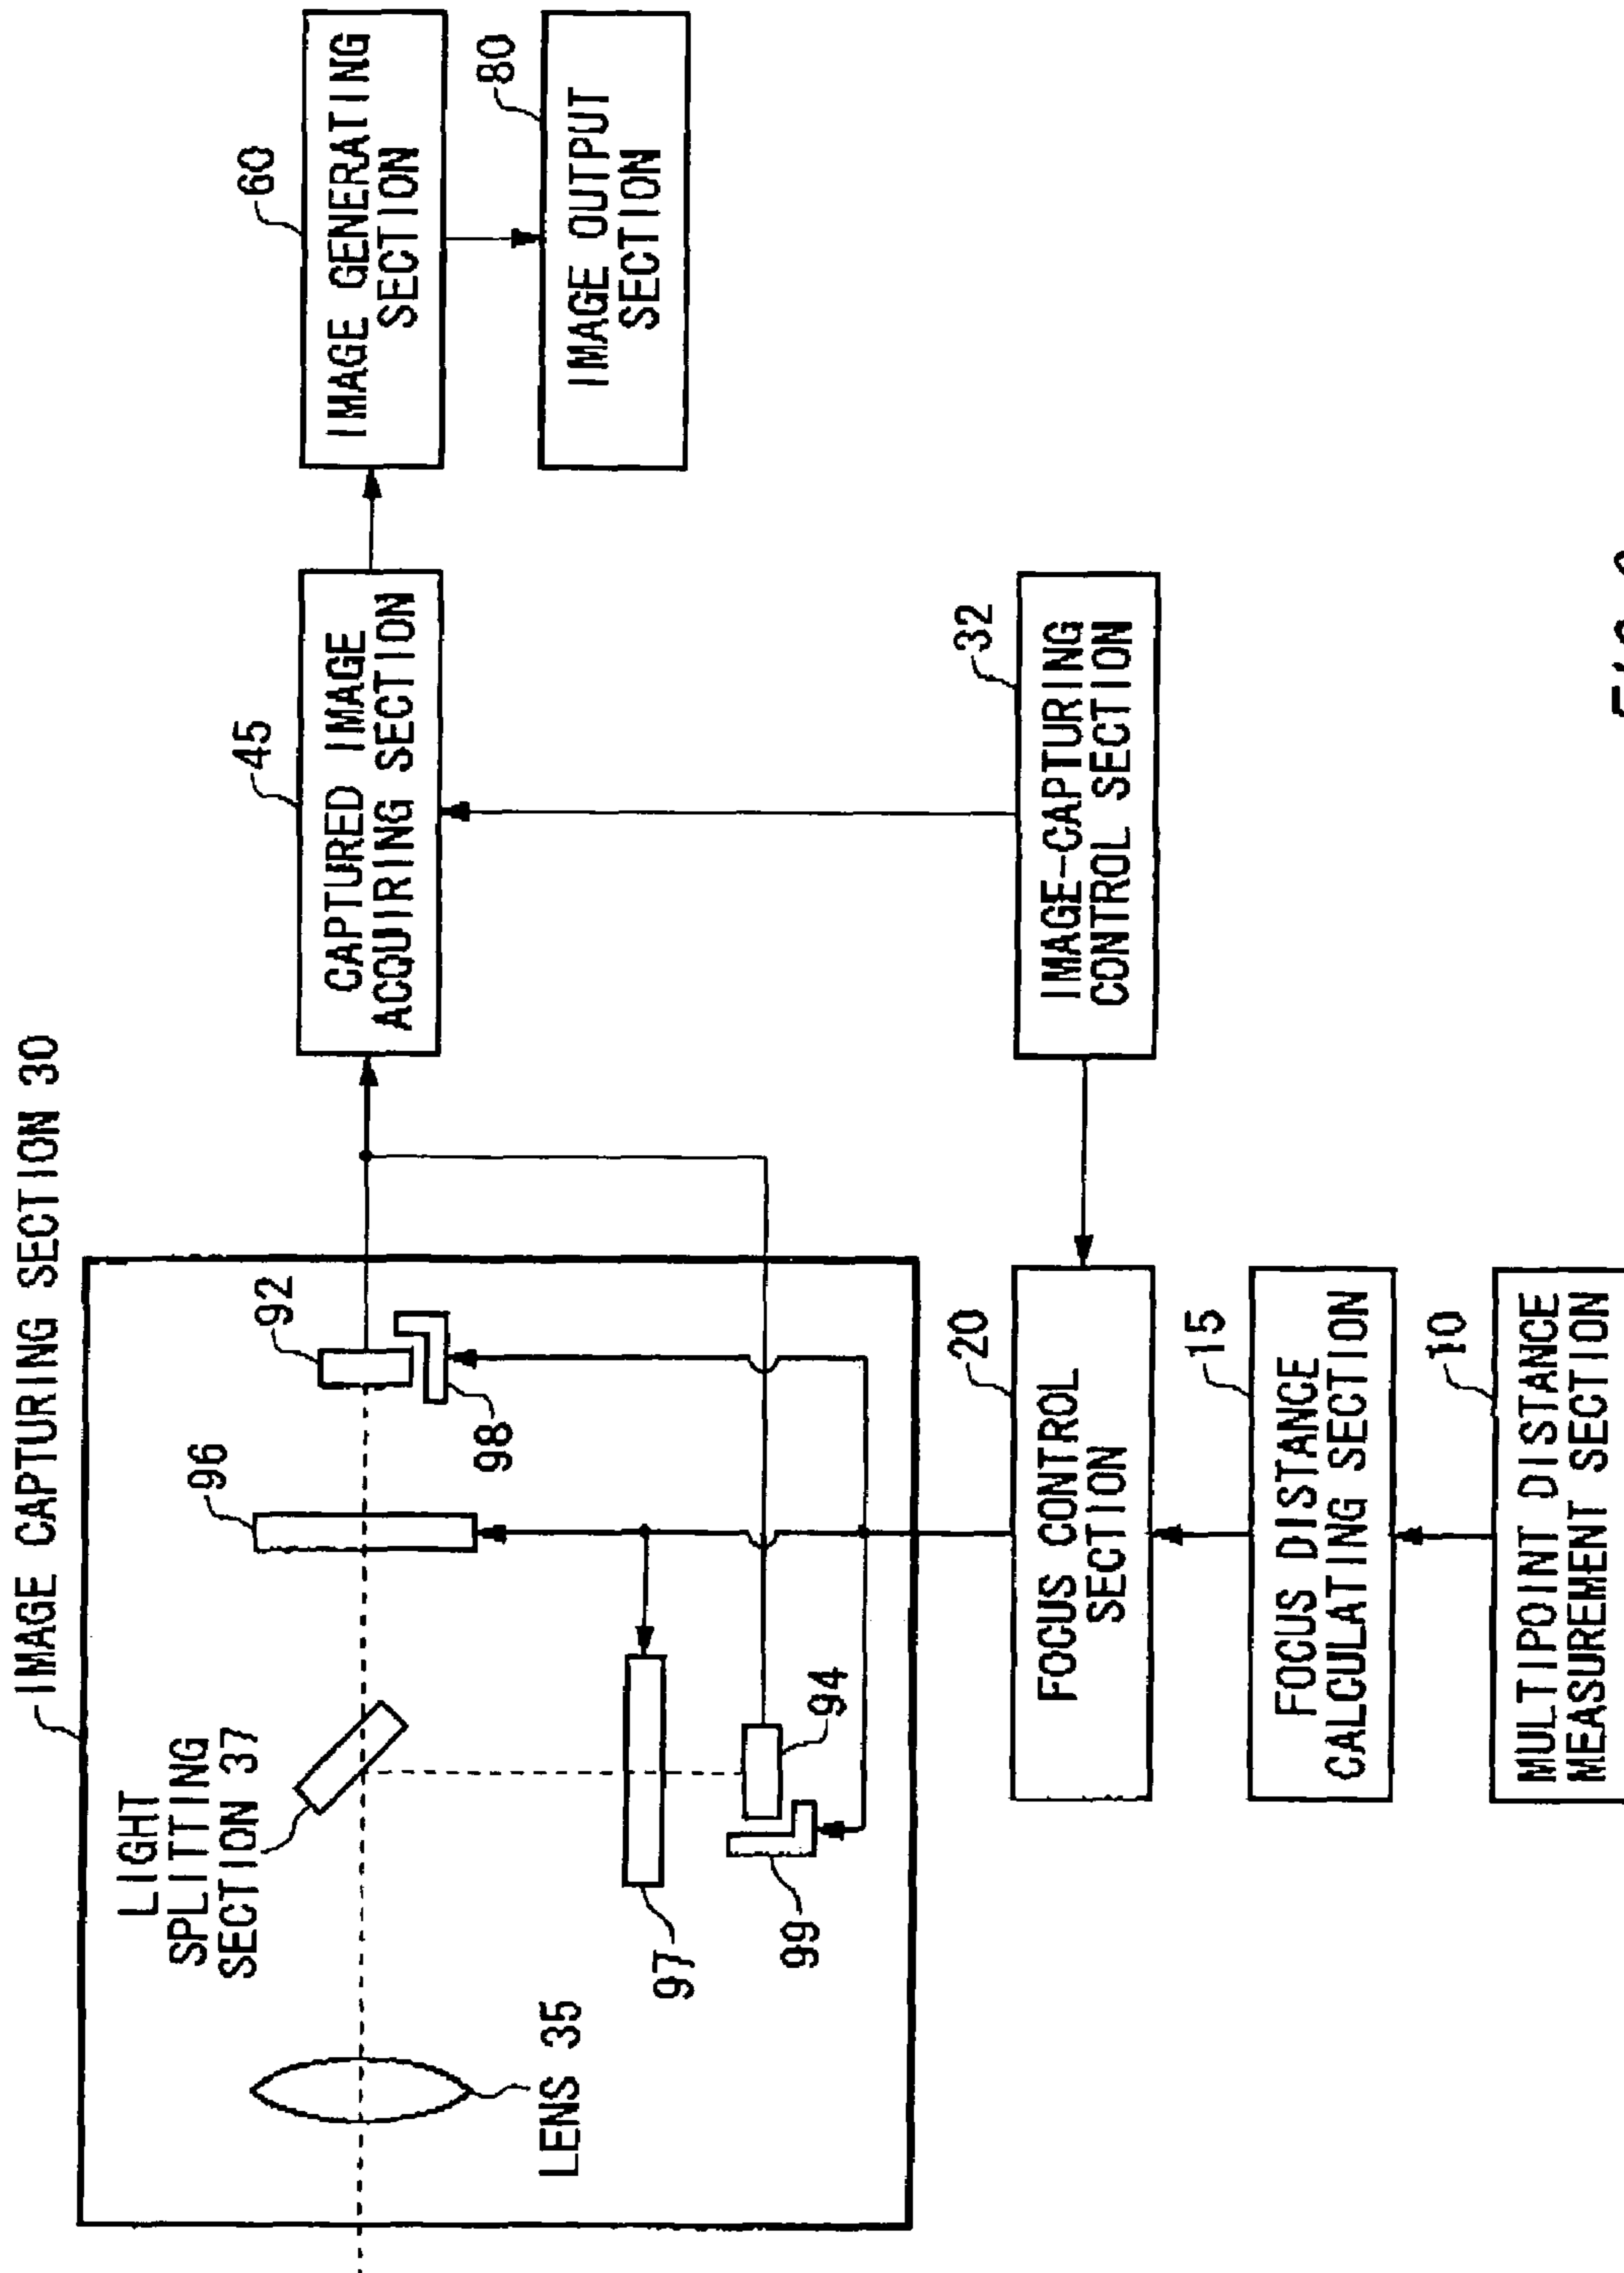 IMAGE CAPTURING SECTION 30
LIGHT
SPLITTING
SECTION 37
LENS 35
96
92
98
97
94
99
45
CAPTURED IMAGE
ACQUIRING SECTION
60
IMAGE GENERATING
SECTION
80
IMAGE OUTPUT
SECTION
32
IMAGE-CAPTURING
CONTROL SECTION
20
FOCUS CONTROL
SECTION
15
FOCUS DISTANCE
CALCULATING SECTION
10
MULTIPOINT DISTANCE
MEASUREMENT SECTION